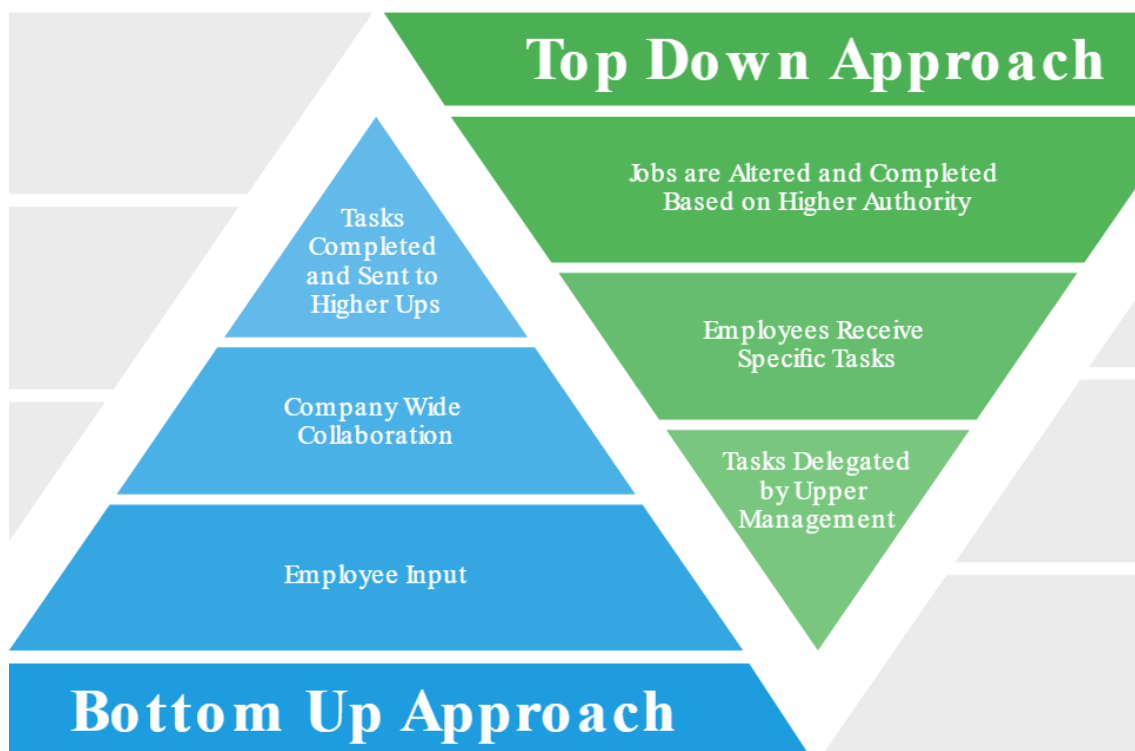 Top Down Approach
Jobs are Altered and Completed
Based on Higher Authority
Employees Receive
Specific Tasks
Tasks Delegated
by Upper
Management
Tasks
Completed
and Sent to
Higher Ups
Company Wide
Collaboration
Employee Input
Bottom Up Approach